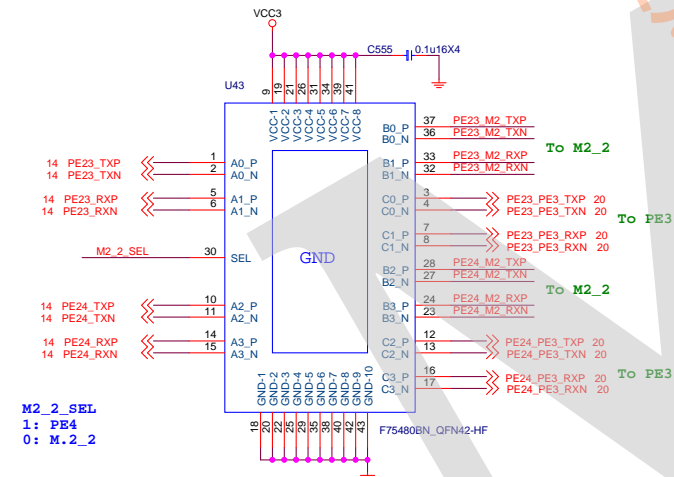 VCC3
C555 0.1u16X4
U43
9 19 21 26 31 34 39 41
VCC-1 VCC-2 VCC-3 VCC-4 VCC-5 VCC-6 VCC-7 VCC-8
B0_P 37 PE23_M2_TXP
B0_N 36 PE23_M2_TXN
To M2_2
14 PE23_TXP 1 A0_P
14 PE23_TXN 2 A0_N
B1_P 33 PE23_M2_RXP
B1_N 32 PE23_M2_RXN
14 PE23_RXP 5 A1_P
14 PE23_RXN 6 A1_N
C0_P 3 PE23_PE3_TXP 20
C0_N 4 PE23_PE3_TXN 20
To PE3
C1_P 7 PE23_PE3_RXP 20
C1_N 8 PE23_PE3_RXN 20
M2_2_SEL 30 SEL
GND
B2_P 28 PE24_M2_TXP
B2_N 27 PE24_M2_TXN
To M2_2
14 PE24_TXP 10 A2_P
14 PE24_TXN 11 A2_N
B3_P 24 PE24_M2_RXP
B3_N 23 PE24_M2_RXN
14 PE24_RXP 14 A3_P
14 PE24_RXN 15 A3_N
C2_P 12 PE24_PE3_TXP 20
C2_N 13 PE24_PE3_TXN 20
To PE3
C3_P 16 PE24_PE3_RXP 20
C3_N 17 PE24_PE3_RXN 20
GND-1 GND-2 GND-3 GND-4 GND-5 GND-6 GND-7 GND-8 GND-9 GND-10
18 20 22 25 29 35 38 40 42 43
F75480BN_QFN42-HF
M2_2_SEL
1: PE4
0: M.2_2